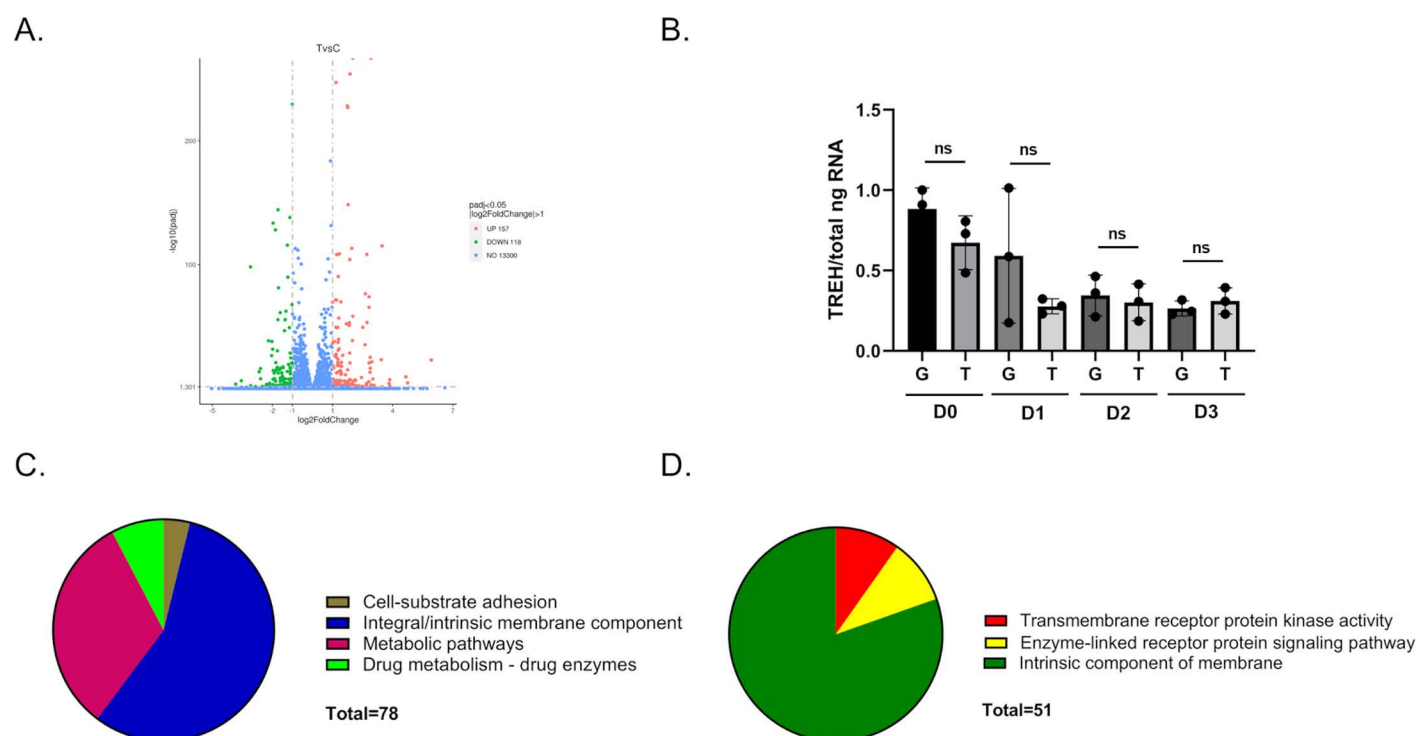 A.
TvsC
200
100
1.301
-log10(padj)
-5
-2
-1
1
4
7
log2FoldChange
padj<0.05
|log2FoldChange|>1
UP 157
DOWN 118
NO 13300
B.
TREH/total ng RNA
1.5
1.0
0.5
0.0
ns
ns
ns
ns
G
T
G
T
G
T
G
T
D0
D1
D2
D3
C.
Cell-substrate adhesion
Integral/intrinsic membrane component
Metabolic pathways
Drug metabolism - drug enzymes
Total=78
D.
Transmembrane receptor protein kinase activity
Enzyme-linked receptor protein signaling pathway
Intrinsic component of membrane
Total=51